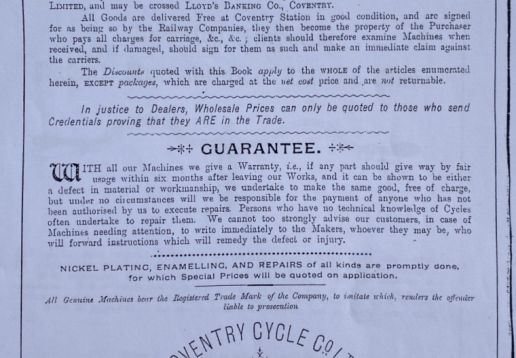 LIMITED, and may be crossed LLOYD'S BANKING CO., COVENTRY.
All Goods are delivered Free at Coventry Station in good condition, and are signed
for as being so by the Railway Companies, they then become the property of the Purchaser
who pays all charges for carriage, &c., &c. ; clients should therefore examine Machines when
received, and if damaged, should sign for them as such and make an immediate claim against
the carriers.
The Discounts quoted with this Book apply to the WHOLE of the articles enumerated
herein, EXCEPT packages, which are charged at the net cost price and are not returnable.
In justice to Dealers, Wholesale Prices can only be quoted to those who send
Credentials proving that they ARE in the Trade.
GUARANTEE.
WITH all our Machines we give a Warranty, i.e., if any part should give way by fair
usage within six months after leaving our Works, and it can be shown to be either
a defect in material or workmanship, we undertake to make the same good, free of charge,
but under no circumstances will we be responsible for the payment of anyone who has not
been authorised by us to execute repairs. Persons who have no technical knowledge of Cycles
often undertake to repair them. We cannot too strongly advise our customers, in case of
Machines needing attention, to write immediately to the Makers, whoever they may be, who
will forward instructions which will remedy the defect or injury.
NICKEL PLATING, ENAMELLING, AND REPAIRS of all kinds are promptly done,
for which Special Prices will be quoted on application.
All Genuine Machines bear the Registered Trade Mark of the Company, to imitate which, renders the offender
liable to prosecution
OVENTRY CYCLE CO. LT